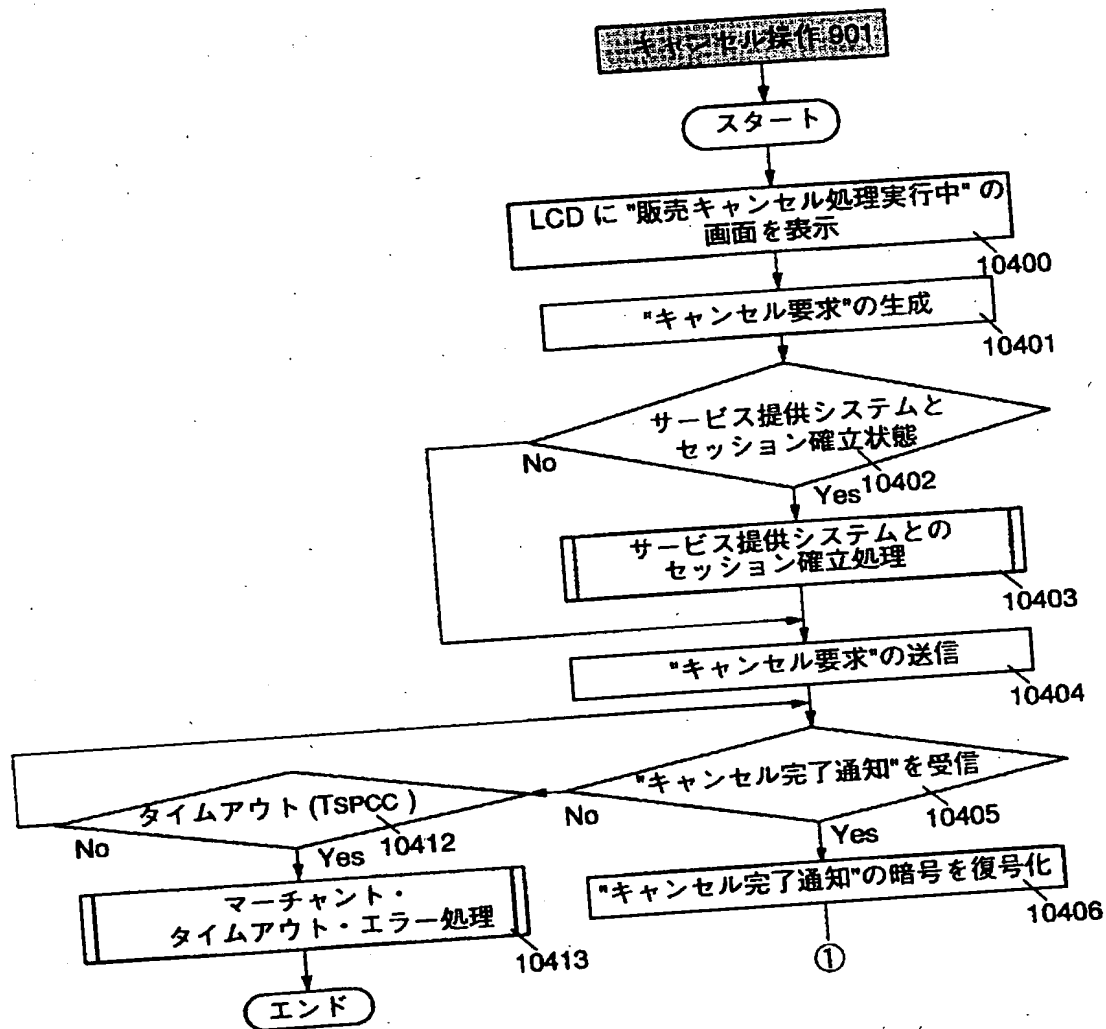 キャンセル操作 901
スタート
LCD に "販売キャンセル処理実行中" の
画面を表示
10400
"キャンセル要求"の生成
10401
サービス提供システムと
セッション確立状態
10402
No
Yes
サービス提供システムとの
セッション確立処理
10403
"キャンセル要求"の送信
10404
"キャンセル完了通知"を受信
10405
No
Yes
タイムアウト (TSPCC)
10412
No
Yes
"キャンセル完了通知"の暗号を復号化
10406
①
マーチャント・
タイムアウト・エラー処理
10413
エンド